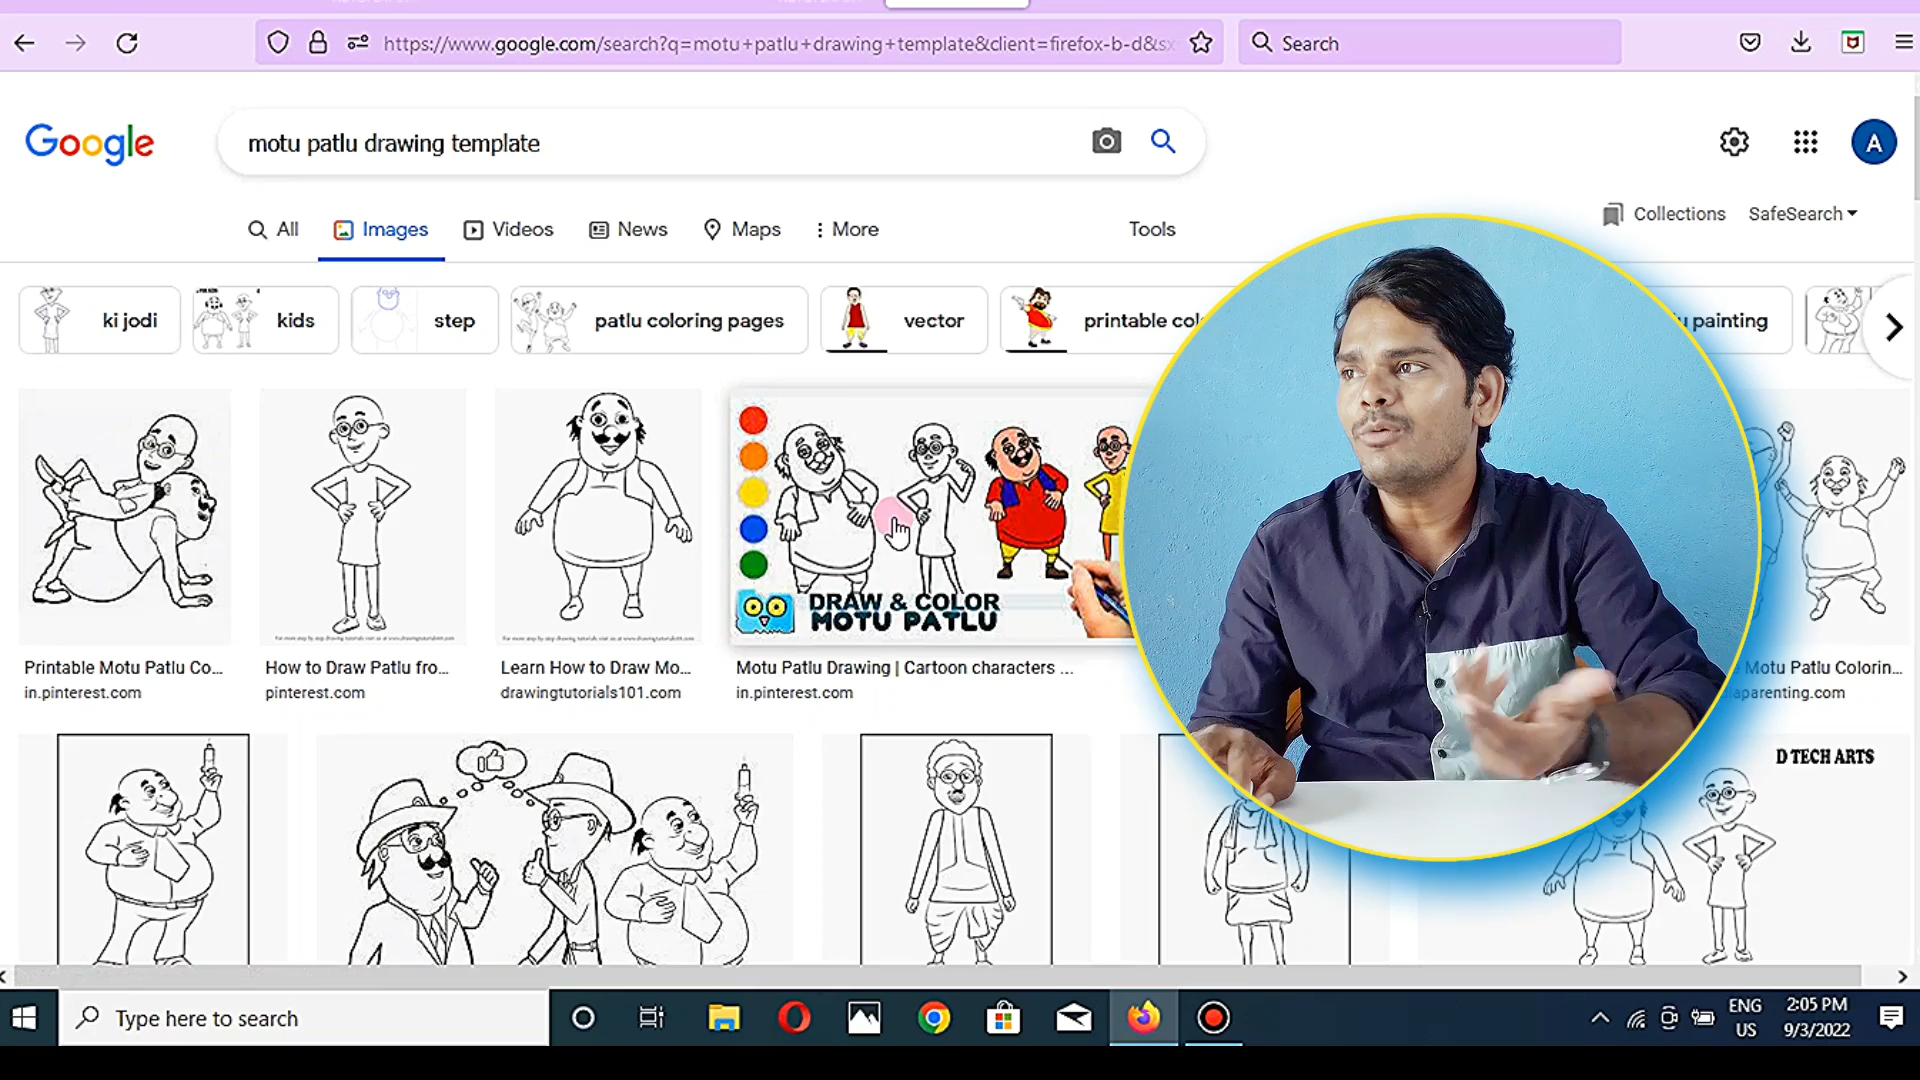 https://www.google.com/search?q=motu+patlu+drawing+template&client=firefox-b-d&sx
Search
Google
motu patlu drawing template
A
All
Images
Videos
News
Maps
More
Tools
Collections
SafeSearch
ki jodi
kids
step
patlu coloring pages
vector
printable colo
painting
DRAW & COLOR
MOTU PATLU
Printable Motu Patlu Co...
How to Draw Patlu fro...
Learn How to Draw Mo...
Motu Patlu Drawing | Cartoon characters ...
Motu Patlu Colorin...
in.pinterest.com
pinterest.com
drawingtutorials101.com
in.pinterest.com
iaparenting.com
D TECH ARTS
Type here to search
ENG
US
2:05 PM
9/3/2022